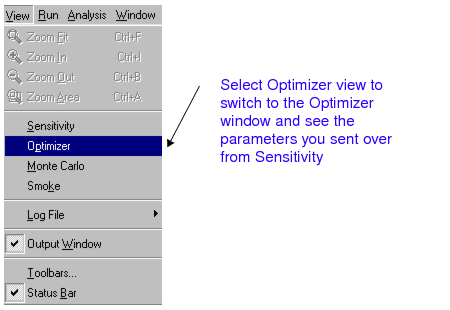 View Run Analysis Window
Zoom Fit Ctrl+F
Zoom In Ctrl+I
Zoom Out Ctrl+B
Zoom Area Ctrl+A
Sensitivity
Optimizer
Monte Carlo
Smoke
Log File
Output Window
Toolbars...
Status Bar
Select Optimizer view to
switch to the Optimizer
window and see the
parameters you sent over
from Sensitivity